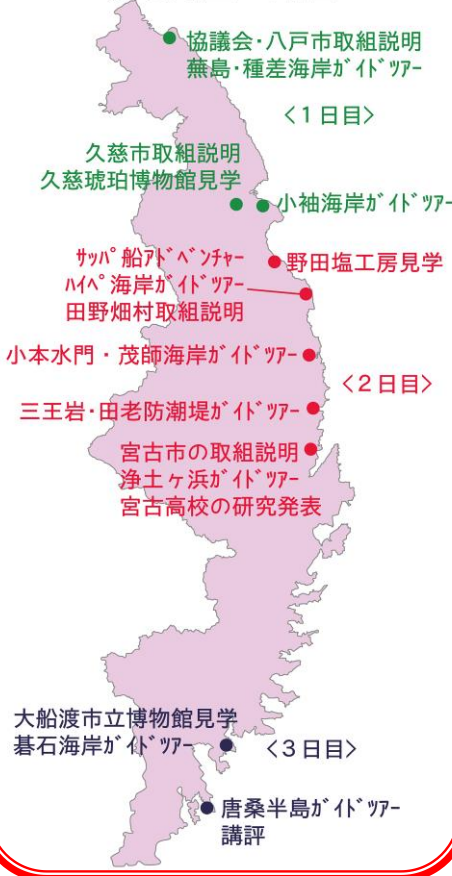 協議会・八戸市取組説明
蕪島・種差海岸ｶﾞｲﾄﾞﾂｱｰ
＜１日目＞
久慈市取組説明
久慈琥珀博物館見学
小袖海岸ｶﾞｲﾄﾞﾂｱｰ
ｻｯﾊﾟ船ｱﾄﾞﾍﾞﾝﾁｬｰ
ﾊｲﾍﾟ海岸ｶﾞｲﾄﾞﾂｱｰ
田野畑村取組説明
野田塩工房見学
小本水門・茂師海岸ｶﾞｲﾄﾞﾂｱｰ
＜２日目＞
三王岩・田老防潮堤ｶﾞｲﾄﾞﾂｱｰ
宮古市の取組説明
浄土ヶ浜ｶﾞｲﾄﾞﾂｱｰ
宮古高校の研究発表
大船渡市立博物館見学
碁石海岸ｶﾞｲﾄﾞﾂｱｰ
＜３日目＞
唐桑半島ｶﾞｲﾄﾞﾂｱｰ
講評